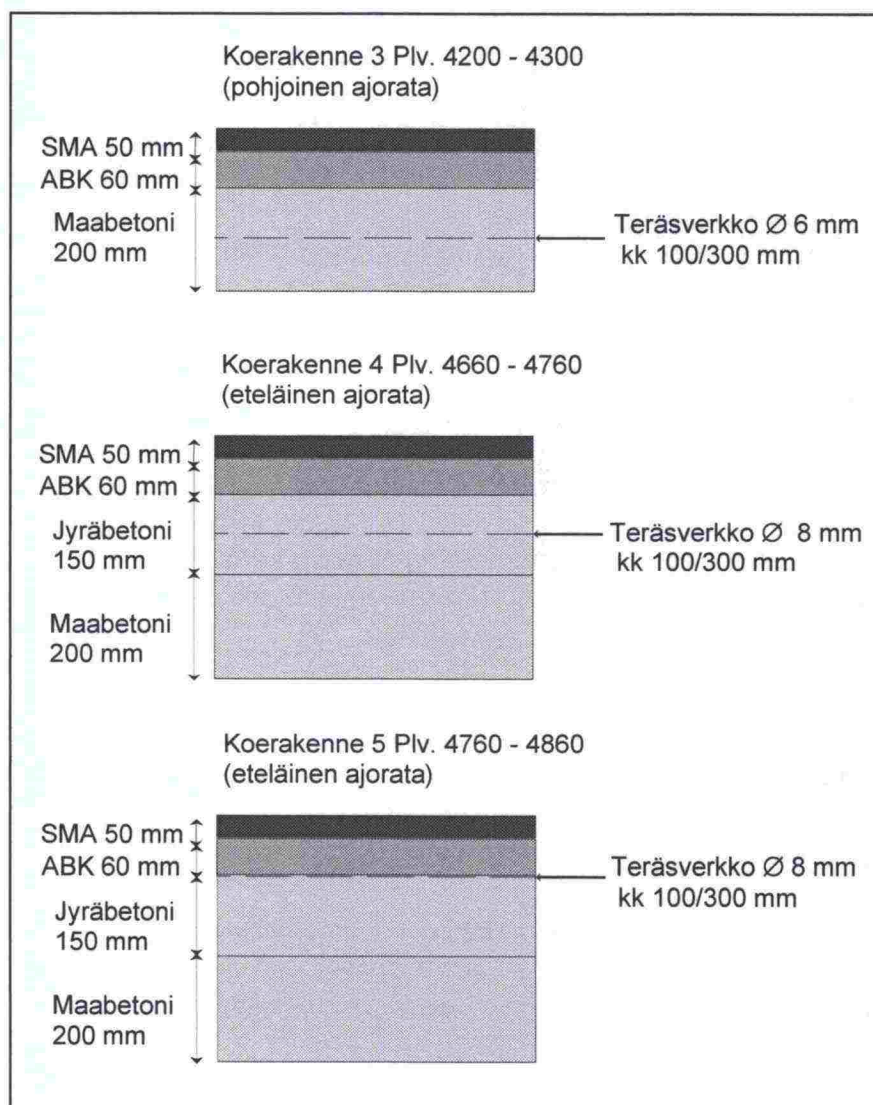 Koerakenne 3 Plv. 4200 - 4300
(pohjoinen ajorata)
SMA 50 mm
ABK 60 mm
Maabetoni
200 mm
Teräsverkko Ø 6 mm
kk 100/300 mm
Koerakenne 4 Plv. 4660 - 4760
(eteläinen ajorata)
SMA 50 mm
ABK 60 mm
Jyräbetoni
150 mm
Teräsverkko Ø 8 mm
kk 100/300 mm
Maabetoni
200 mm
Koerakenne 5 Plv. 4760 - 4860
(eteläinen ajorata)
SMA 50 mm
ABK 60 mm
Teräsverkko Ø 8 mm
kk 100/300 mm
Jyräbetoni
150 mm
Maabetoni
200 mm